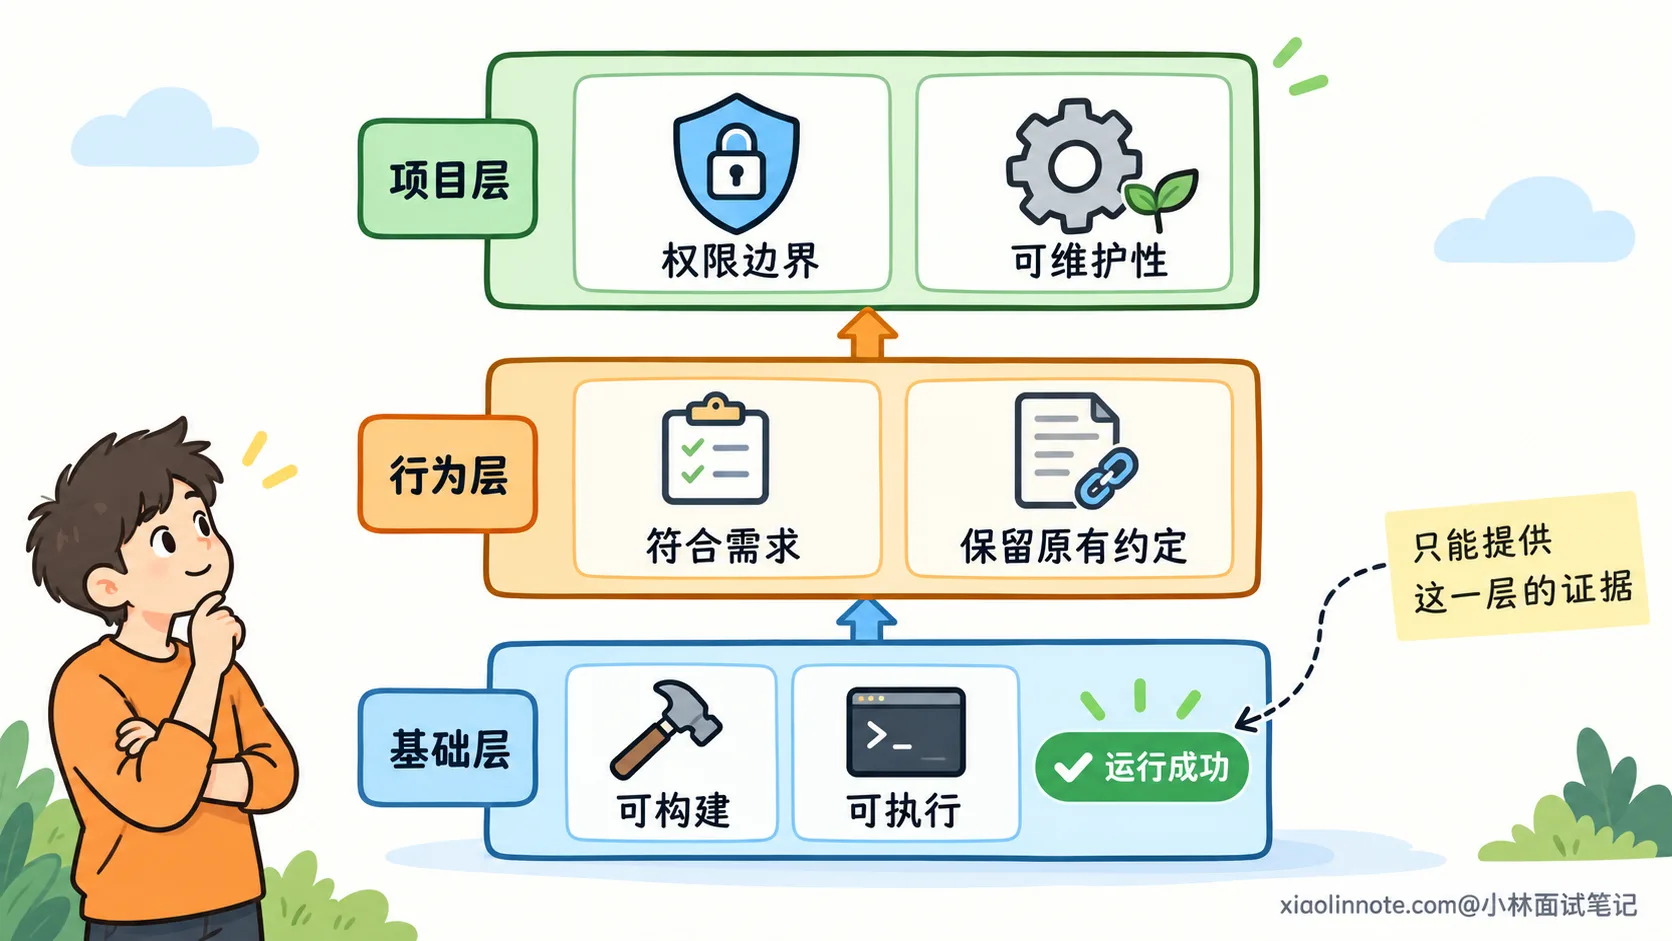 项目层
权限边界
可维护性
行为层
符合需求
保留原有约定
只能提供
这一层的证据
基础层
可构建
>_
可执行
运行成功
xiaolinnote.com@小林面试笔记